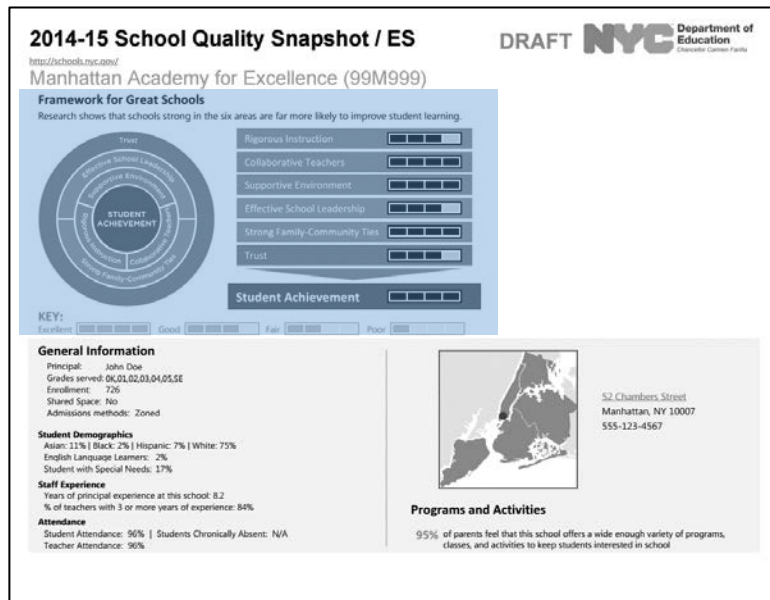 2014-15 School Quality Snapshot / ES
DRAFT NYC Department of Education
Chancellor Carmen Fariña
http://schools.nyc.gov/
Manhattan Academy for Excellence (99M999)
Framework for Great Schools
Research shows that schools strong in the six areas are far more likely to improve student learning.
Trust
Effective School Leadership
Supportive Environment
STUDENT
ACHIEVEMENT
Rigorous Instruction
Collaborative Teachers
Strong Family-Community Ties
Rigorous Instruction
Collaborative Teachers
Supportive Environment
Effective School Leadership
Strong Family-Community Ties
Trust
Student Achievement
KEY:
Excellent Good Fair Poor
General Information
Principal: John Doe
Grades served: 0K,01,02,03,04,05,SE
Enrollment: 726
Shared Space: No
Admissions methods: Zoned
Student Demographics
Asian: 11% | Black: 2% | Hispanic: 7% | White: 75%
English Language Learners: 2%
Student with Special Needs: 17%
Staff Experience
Years of principal experience at this school: 8.2
% of teachers with 3 or more years of experience: 84%
Attendance
Student Attendance: 96% | Students Chronically Absent: N/A
Teacher Attendance: 96%
52 Chambers Street
Manhattan, NY 10007
555-123-4567
Programs and Activities
95% of parents feel that this school offers a wide enough variety of programs,
classes, and activities to keep students interested in school